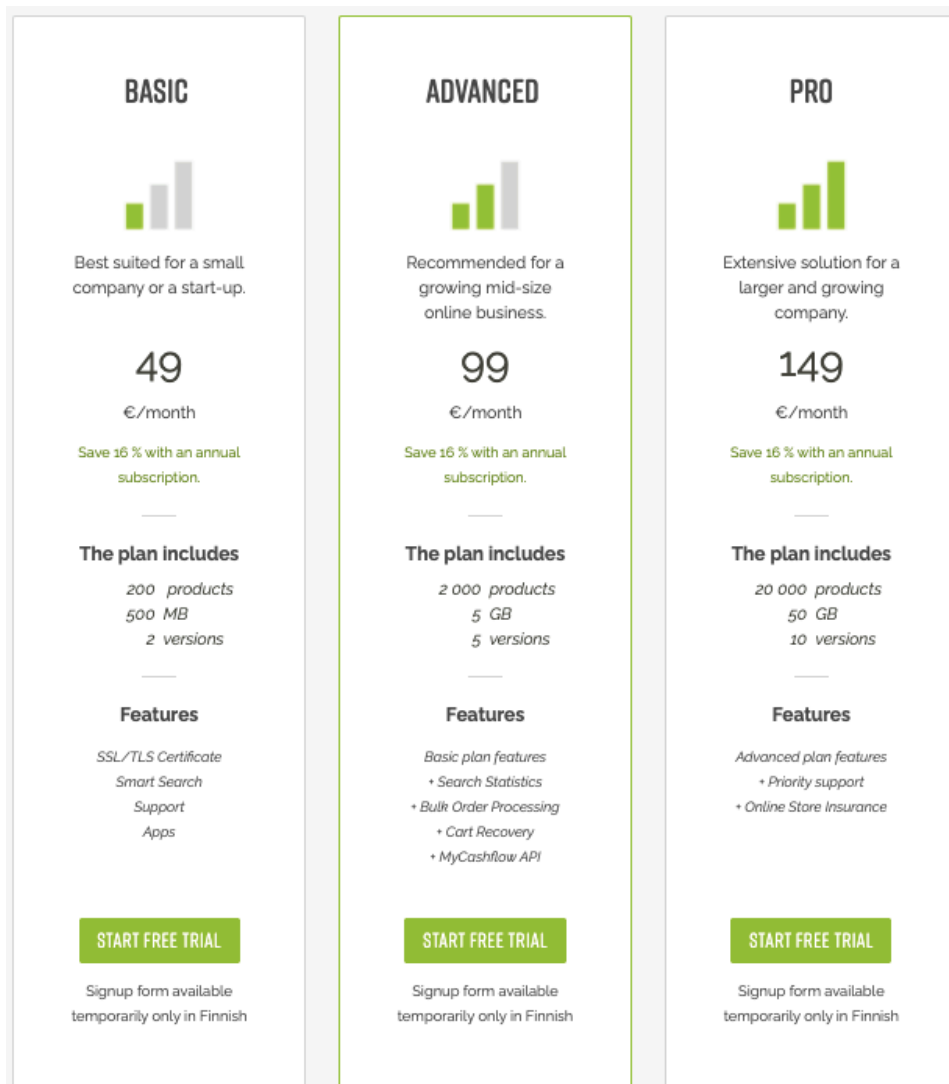 BASIC
Best suited for a small
company or a start-up.
49
€/month
Save 16 % with an annual
subscription.
The plan includes
200 products
500 MB
2 versions
Features
SSL/TLS Certificate
Smart Search
Support
Apps
START FREE TRIAL
Signup form available
temporarily only in Finnish
ADVANCED
Recommended for a
growing mid-size
online business.
99
€/month
Save 16 % with an annual
subscription.
The plan includes
2 000 products
5 GB
5 versions
Features
Basic plan features
+ Search Statistics
+ Bulk Order Processing
+ Cart Recovery
+ MyCashflow API
START FREE TRIAL
Signup form available
temporarily only in Finnish
PRO
Extensive solution for a
larger and growing
company.
149
€/month
Save 16 % with an annual
subscription.
The plan includes
20 000 products
50 GB
10 versions
Features
Advanced plan features
+ Priority support
+ Online Store Insurance
START FREE TRIAL
Signup form available
temporarily only in Finnish